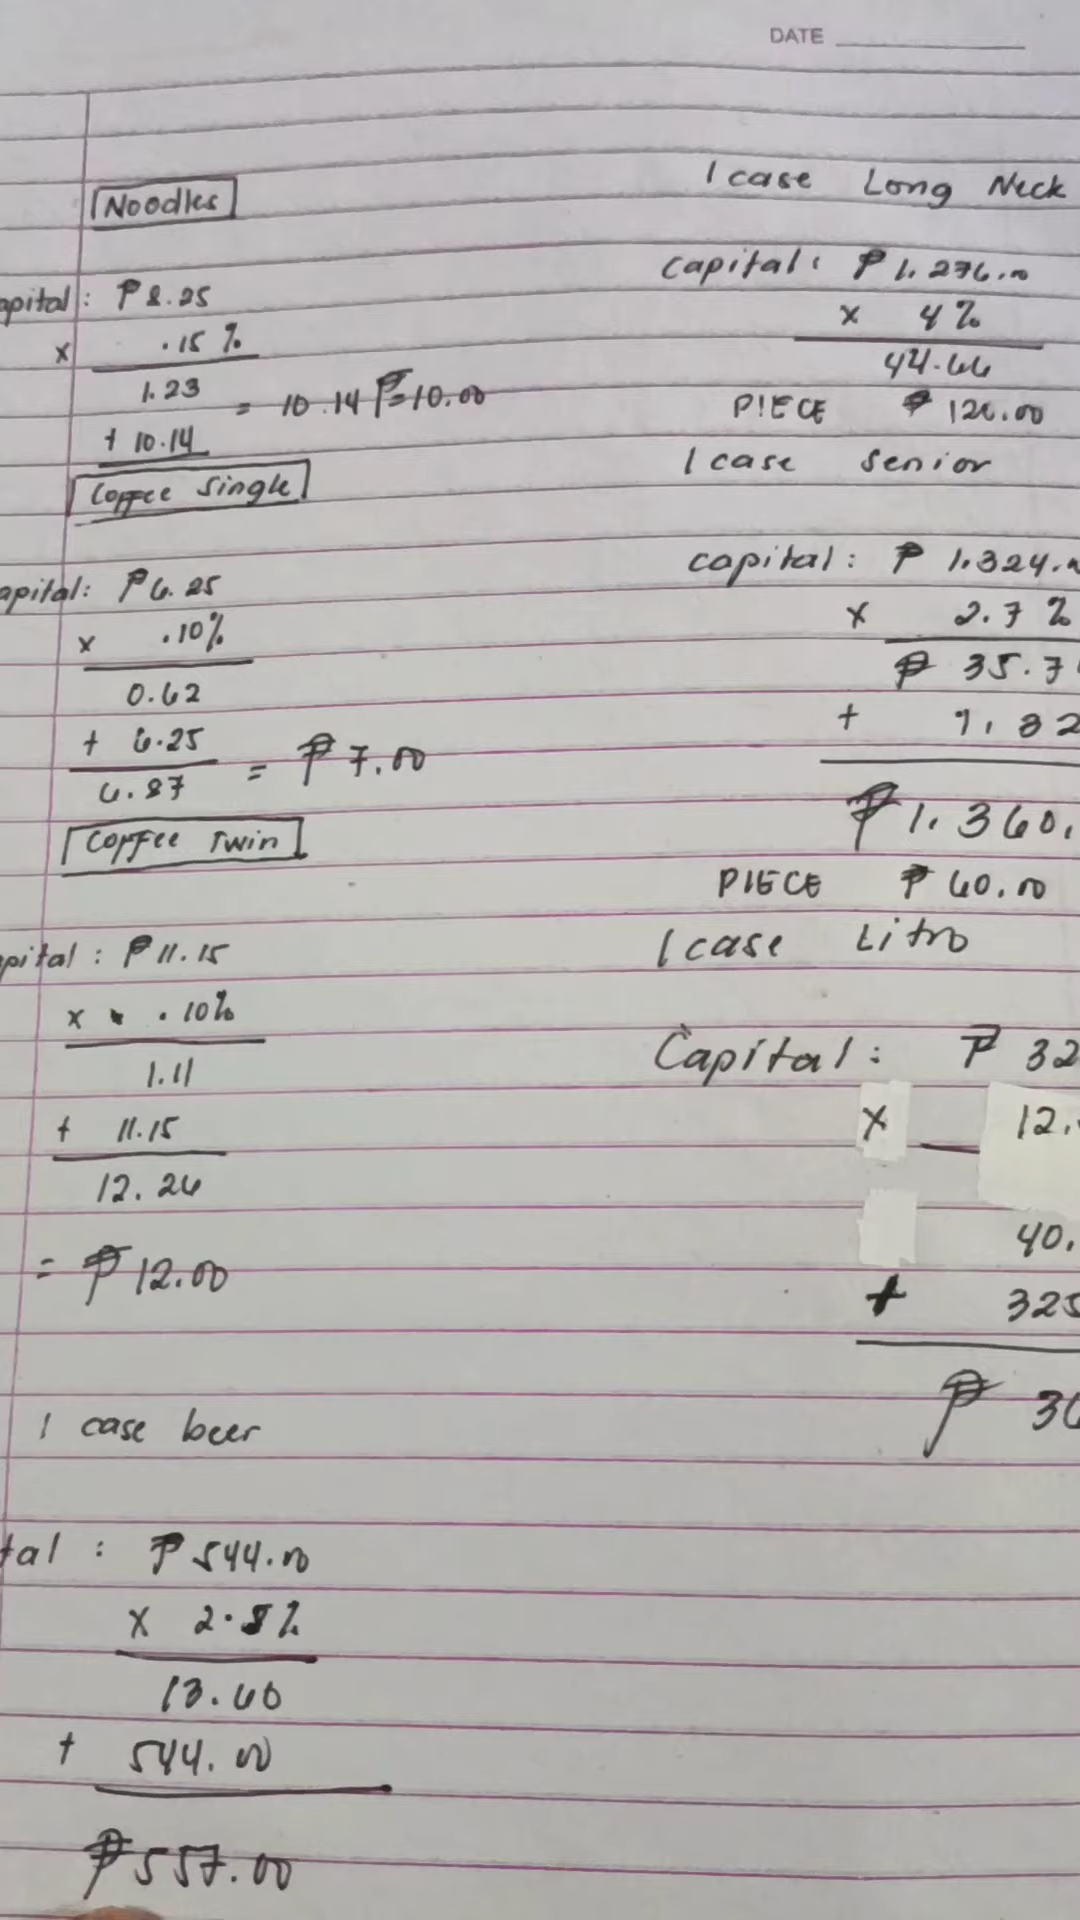 DATE
Noodles
apital: ₱8.25
x .15%
1.23
= 10.14 ₱=10.00
+ 10.14
Coffee Single
apital: ₱6.25
x .10%
0.62
+ 6.25
6.87 = ₱7.00
Coffee Twin
pital: ₱11.15
x .10%
1.11
+ 11.15
12.26
= ₱12.00
1 case beer
tal : ₱544.00
x 2.5%
13.60
+ 544.00
₱557.00
1 case Long Neck
capital: ₱1,276.00
x 4%
44.66
PIECE ₱120.00
1 case senior
capital: ₱1.324.
x 2.7%
₱ 35.7
+ 1,32
₱1.360.
PIECE ₱60.00
1 case Litro
Capital: ₱ 32
x 12.
40.
+ 325
₱ 36